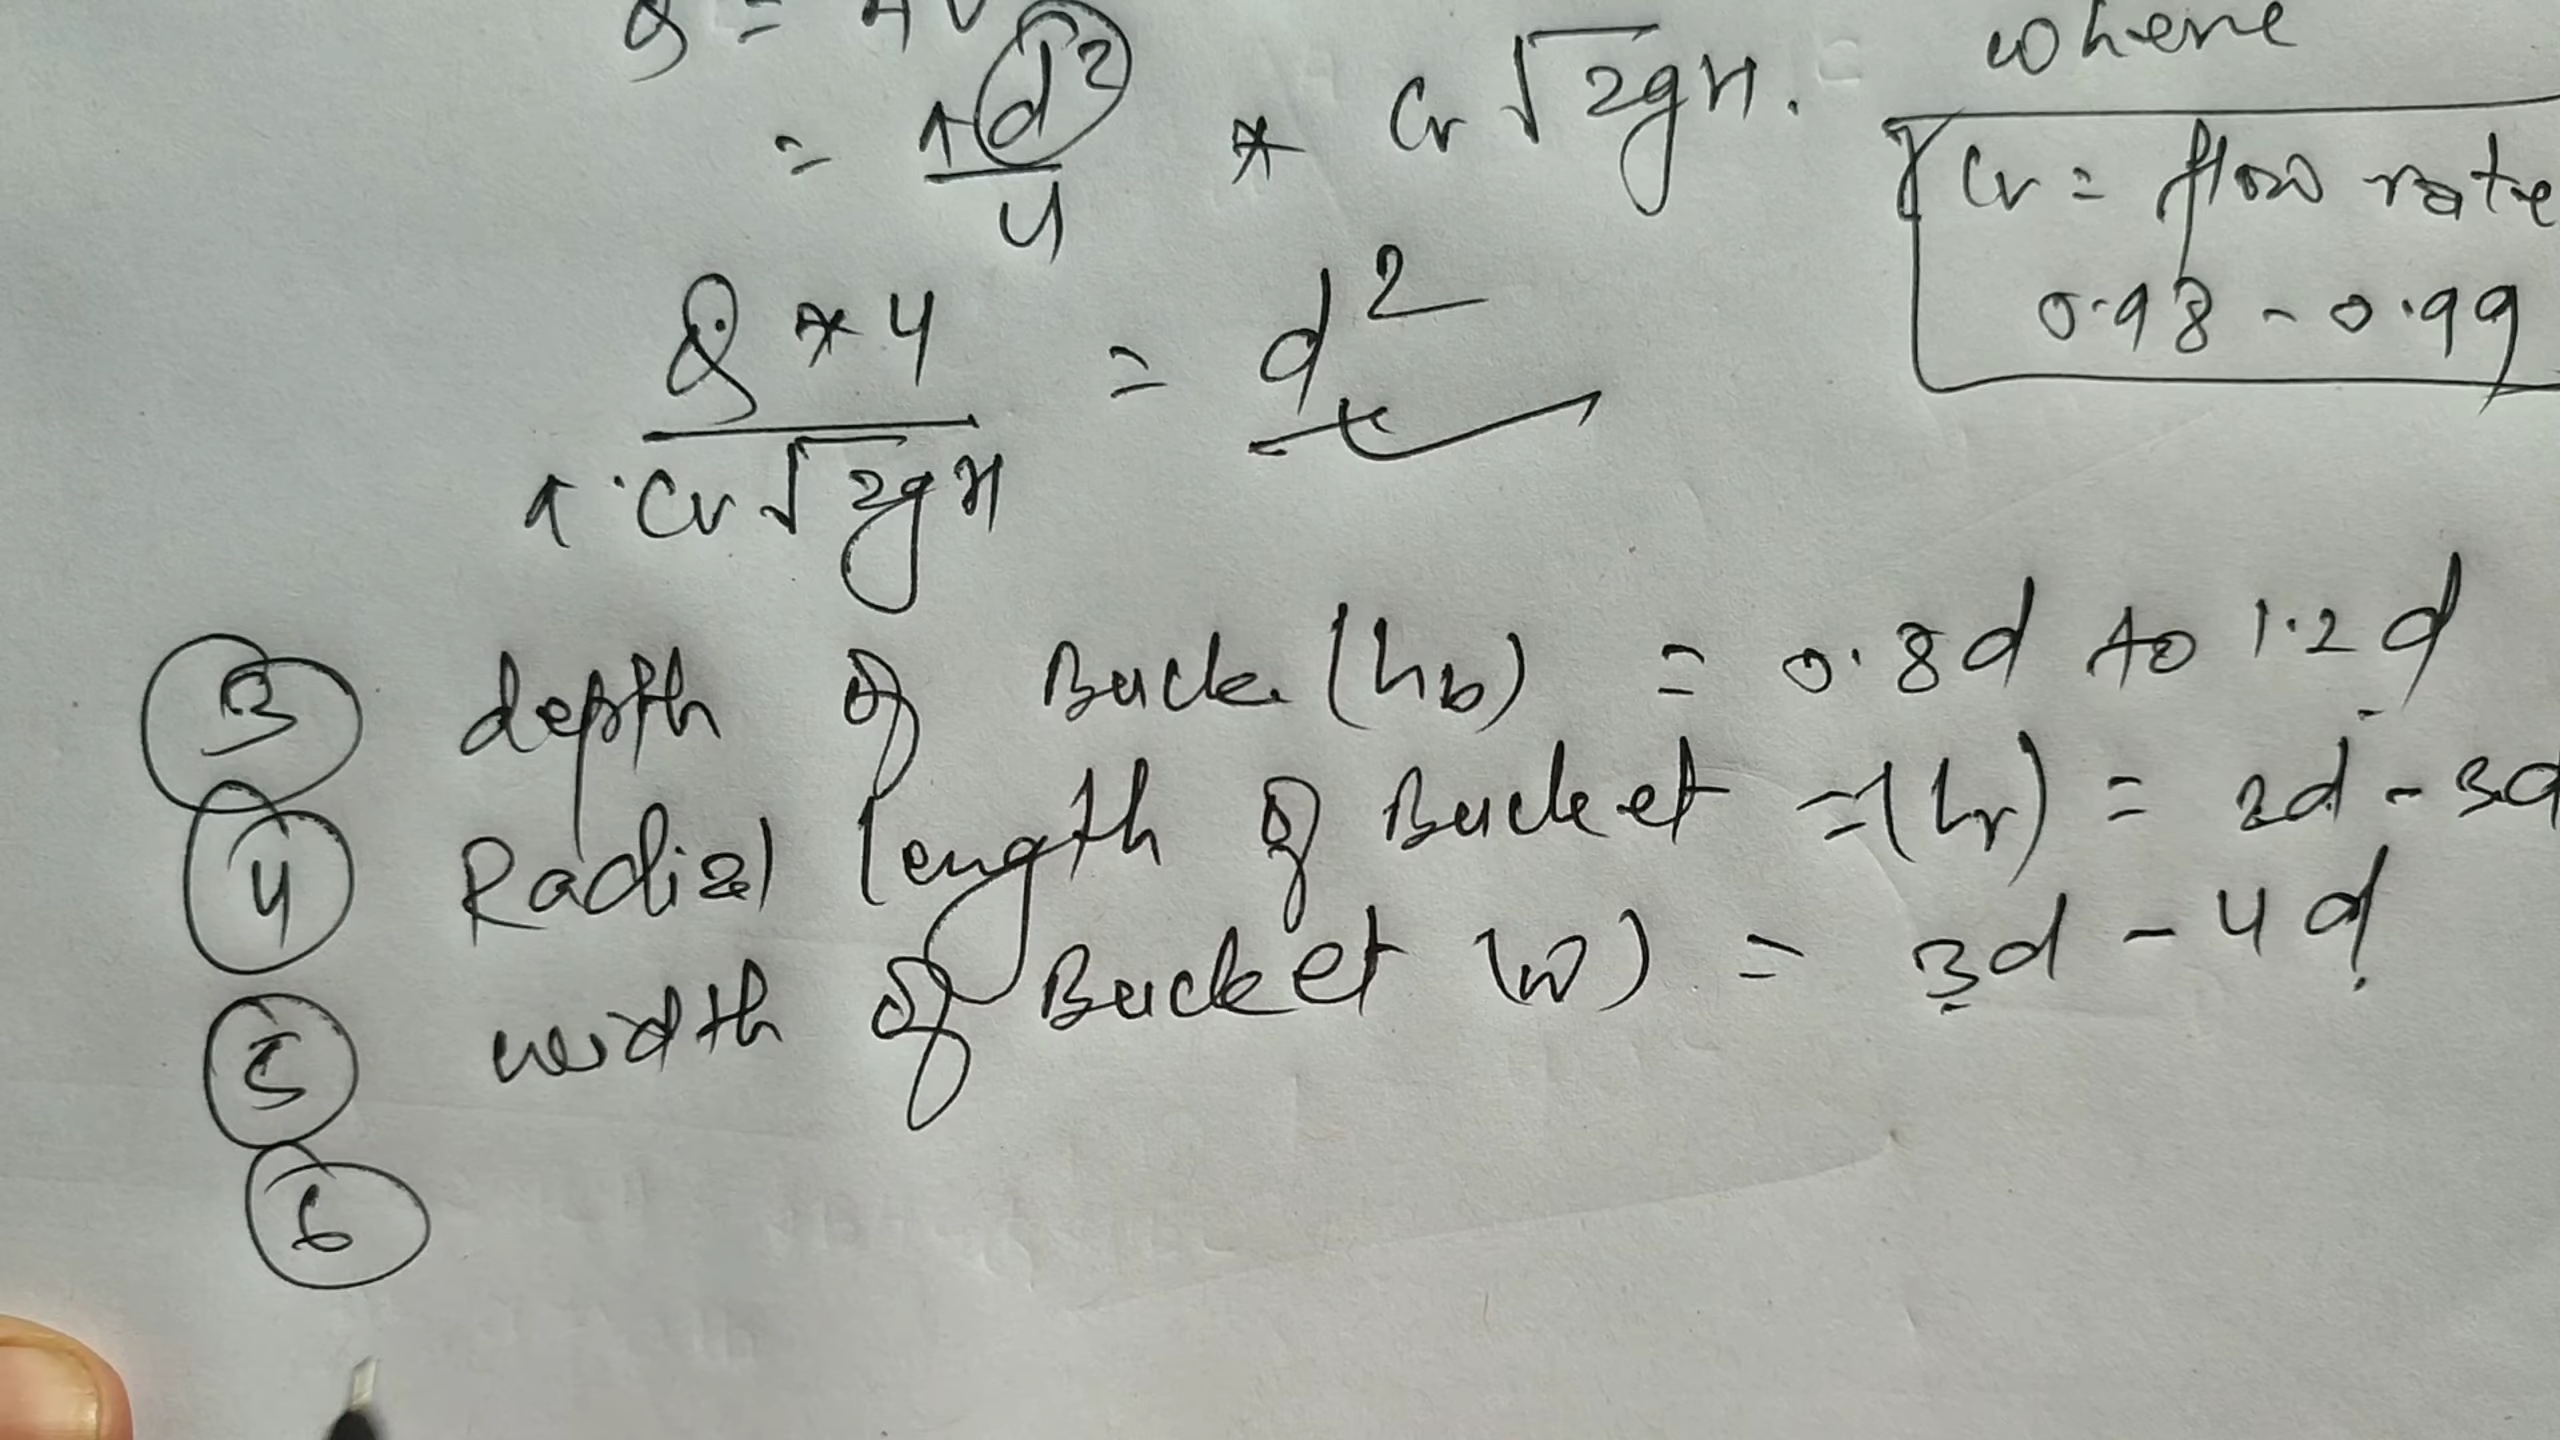 Q = AV
= πd²/4 * Cv √2gH . where
Cv = flow rate
0.98 - 0.99
Q * 4 / π · Cv √2gH = d²
3 depth of Buck (hb) = 0.8d to 1.2d
4 Radial length of Bucket = (hr) = 2d - 3d
5 width of Bucket (w) = 3d - 4d
6